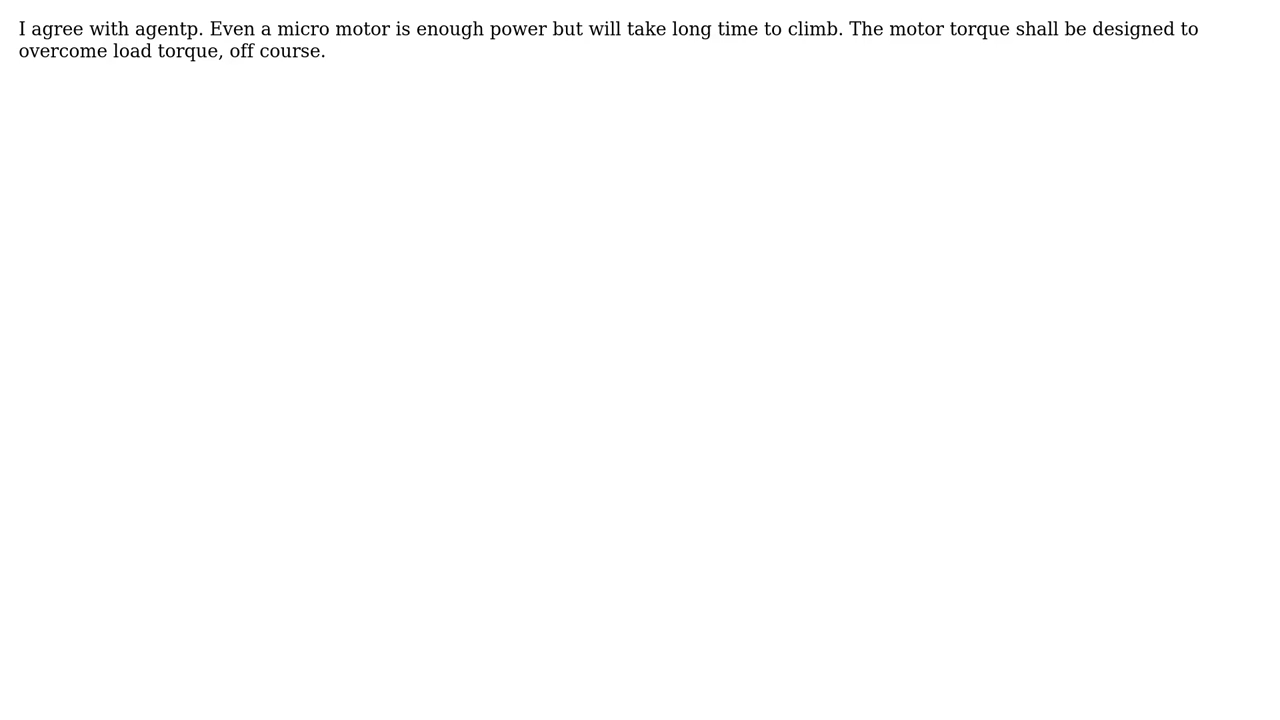 I agree with agentp. Even a micro motor is enough power but will take long time to climb. The motor torque shall be designed to
overcome load torque, off course.